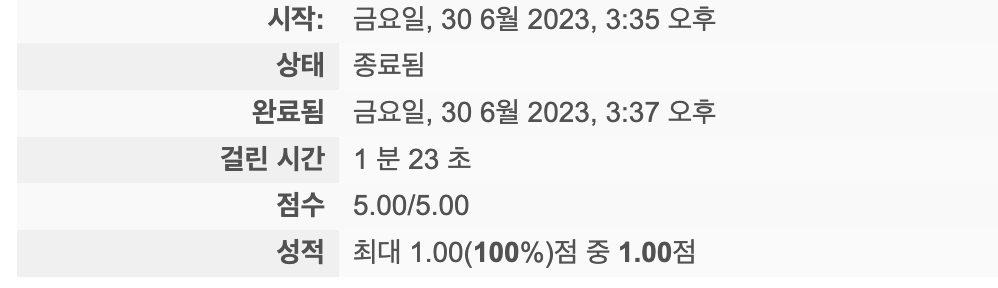 시작: 금요일, 30 6월 2023, 3:35 오후
상태 종료됨
완료됨 금요일, 30 6월 2023, 3:37 오후
걸린 시간 1 분 23 초
점수 5.00/5.00
성적 최대 1.00(100%)점 중 1.00점